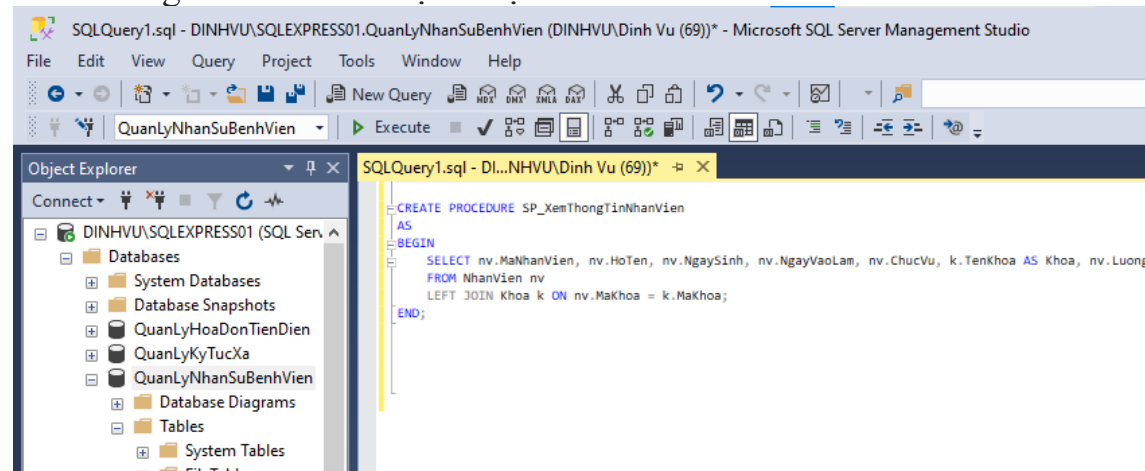 SQLQuery1.sql - DINHVU\SQLEXPRESS01.QuanLyNhanSuBenhVien (DINHVU\Dinh Vu (69))* - Microsoft SQL Server Management Studio
File Edit View Query Project Tools Window Help
New Query MDX DMX XMLA DAX
QuanLyNhanSuBenhVien Execute
Object Explorer
Connect
DINHVU\SQLEXPRESS01 (SQL Serv
Databases
System Databases
Database Snapshots
QuanLyHoaDonTienDien
QuanLyKyTucXa
QuanLyNhanSuBenhVien
Database Diagrams
Tables
System Tables
SQLQuery1.sql - DI...NHVU\Dinh Vu (69))*
CREATE PROCEDURE SP_XemThongTinNhanVien
AS
BEGIN
SELECT nv.MaNhanVien, nv.HoTen, nv.NgaySinh, nv.NgayVaoLam, nv.ChucVu, k.TenKhoa AS Khoa, nv.Luong
FROM NhanVien nv
LEFT JOIN Khoa k ON nv.MaKhoa = k.MaKhoa;
END;